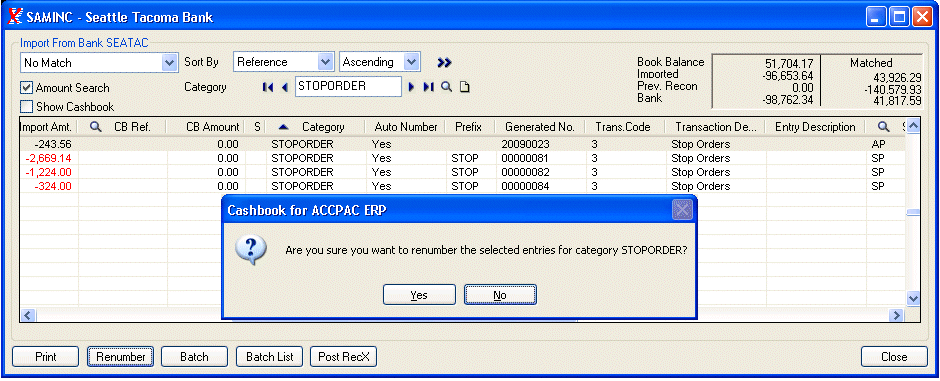 SAMINC - Seattle Tacoma Bank
Import From Bank SEATAC
No Match Sort By Reference Ascending
Amount Search Category STOPORDER
Show Cashbook
Book Balance 51,704.17 Matched
Imported -96,653.64 43,926.29
Prev. Recon 0.00 -140,579.93
Bank -98,762.34 41,817.59
Import Amt. CB Ref. CB Amount S Category Auto Number Prefix Generated No. Trans.Code Transaction De... Entry Description S
-243.56 0.00 STOPORDER Yes 20090023 3 Stop Orders AP
-2,669.14 0.00 STOPORDER Yes STOP 00000081 3 Stop Orders SP
-1,224.00 0.00 STOPORDER Yes STOP 00000082 3 Stop Orders SP
-324.00 0.00 STOPORDER Yes STOP 00000084 3 Stop Orders SP
Cashbook for ACCPAC ERP
Are you sure you want to renumber the selected entries for category STOPORDER?
Yes No
Print Renumber Batch Batch List Post RecX Close